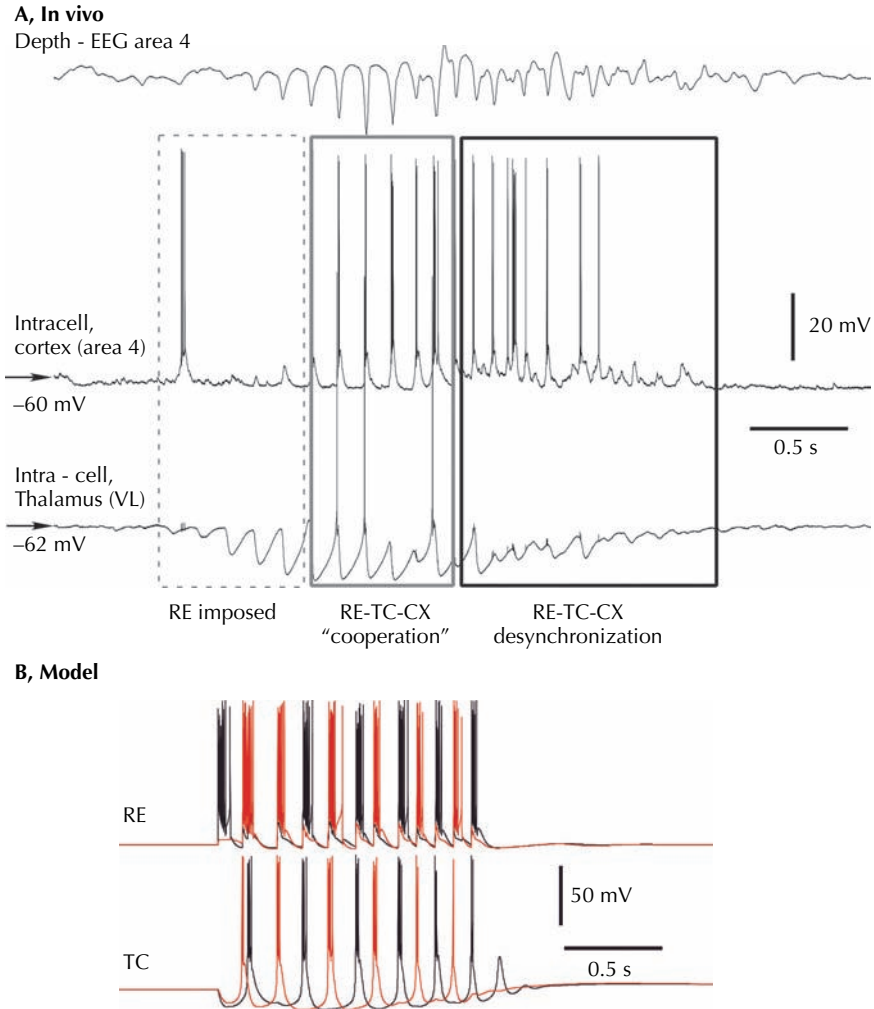 A, In vivo
Depth - EEG area 4
Intracell,
cortex (area 4)
–60 mV
20 mV
0.5 s
Intra - cell,
Thalamus (VL)
–62 mV
RE imposed
RE-TC-CX
“cooperation”
RE-TC-CX
desynchronization
B, Model
RE
50 mV
TC
0.5 s